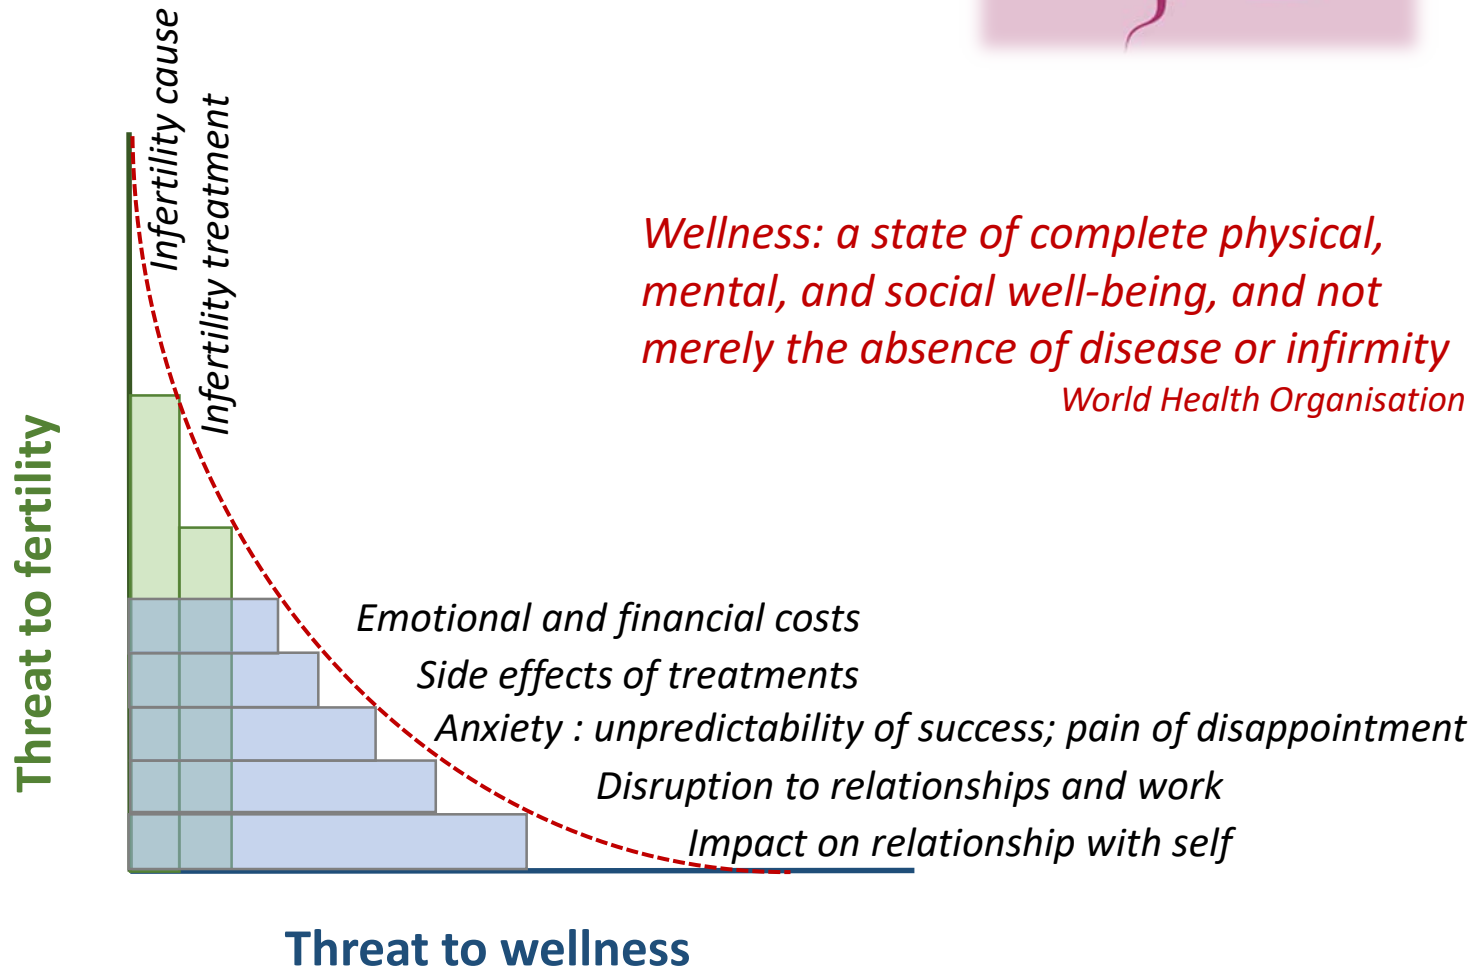 Infertility cause
Infertility treatment
Wellness: a state of complete physical,
mental, and social well-being, and not
merely the absence of disease or infirmity
World Health Organisation
Threat to fertility
Emotional and financial costs
Side effects of treatments
Anxiety : unpredictability of success; pain of disappointment
Disruption to relationships and work
Impact on relationship with self
Threat to wellness